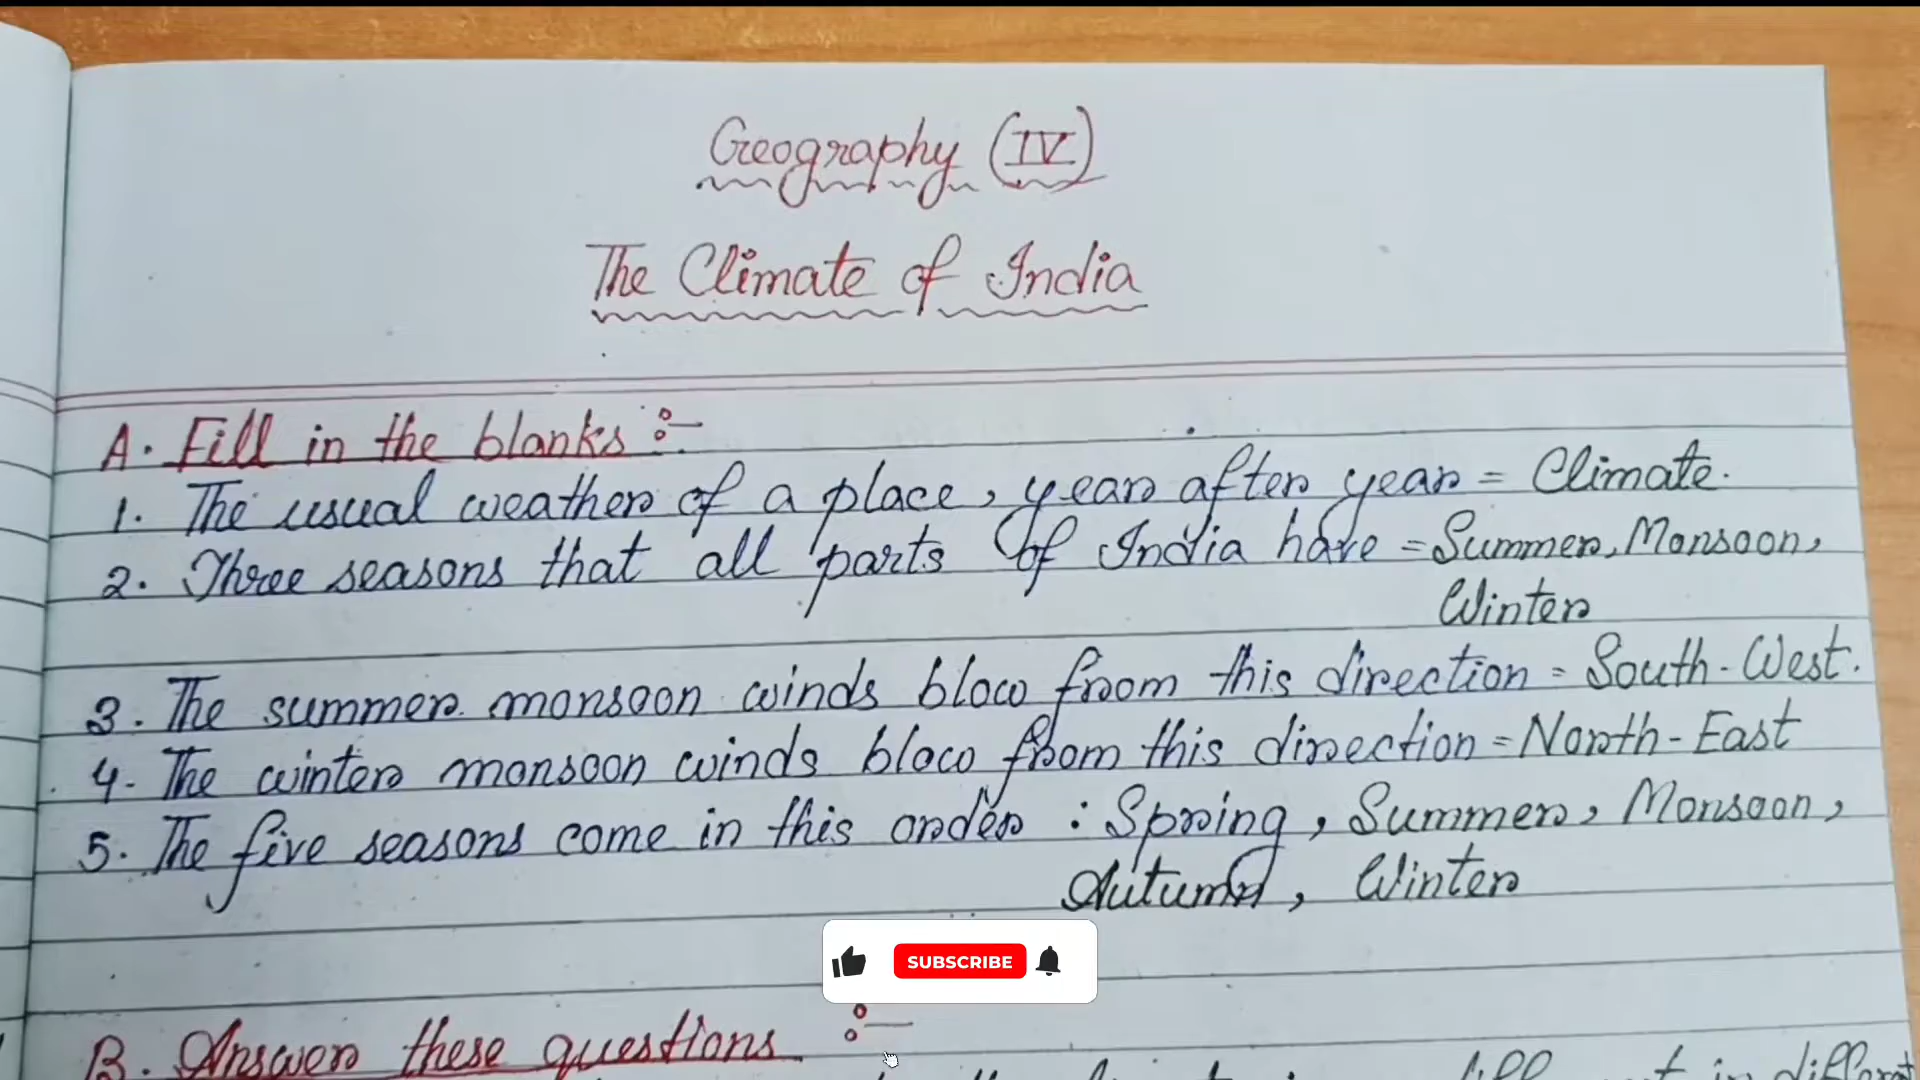 Geography (IV)
The Climate of India
A. Fill in the blanks :-
1. The usual weather of a place, year after year = Climate.
2. Three seasons that all parts of India have = Summer, Monsoon,
Winter
3. The summer monsoon winds blow from this direction = South-West.
4. The winter monsoon winds blow from this direction = North-East
5. The five seasons come in this order : Spring, Summer, Monsoon,
Autumn, Winter
SUBSCRIBE
B. Answer these questions :-